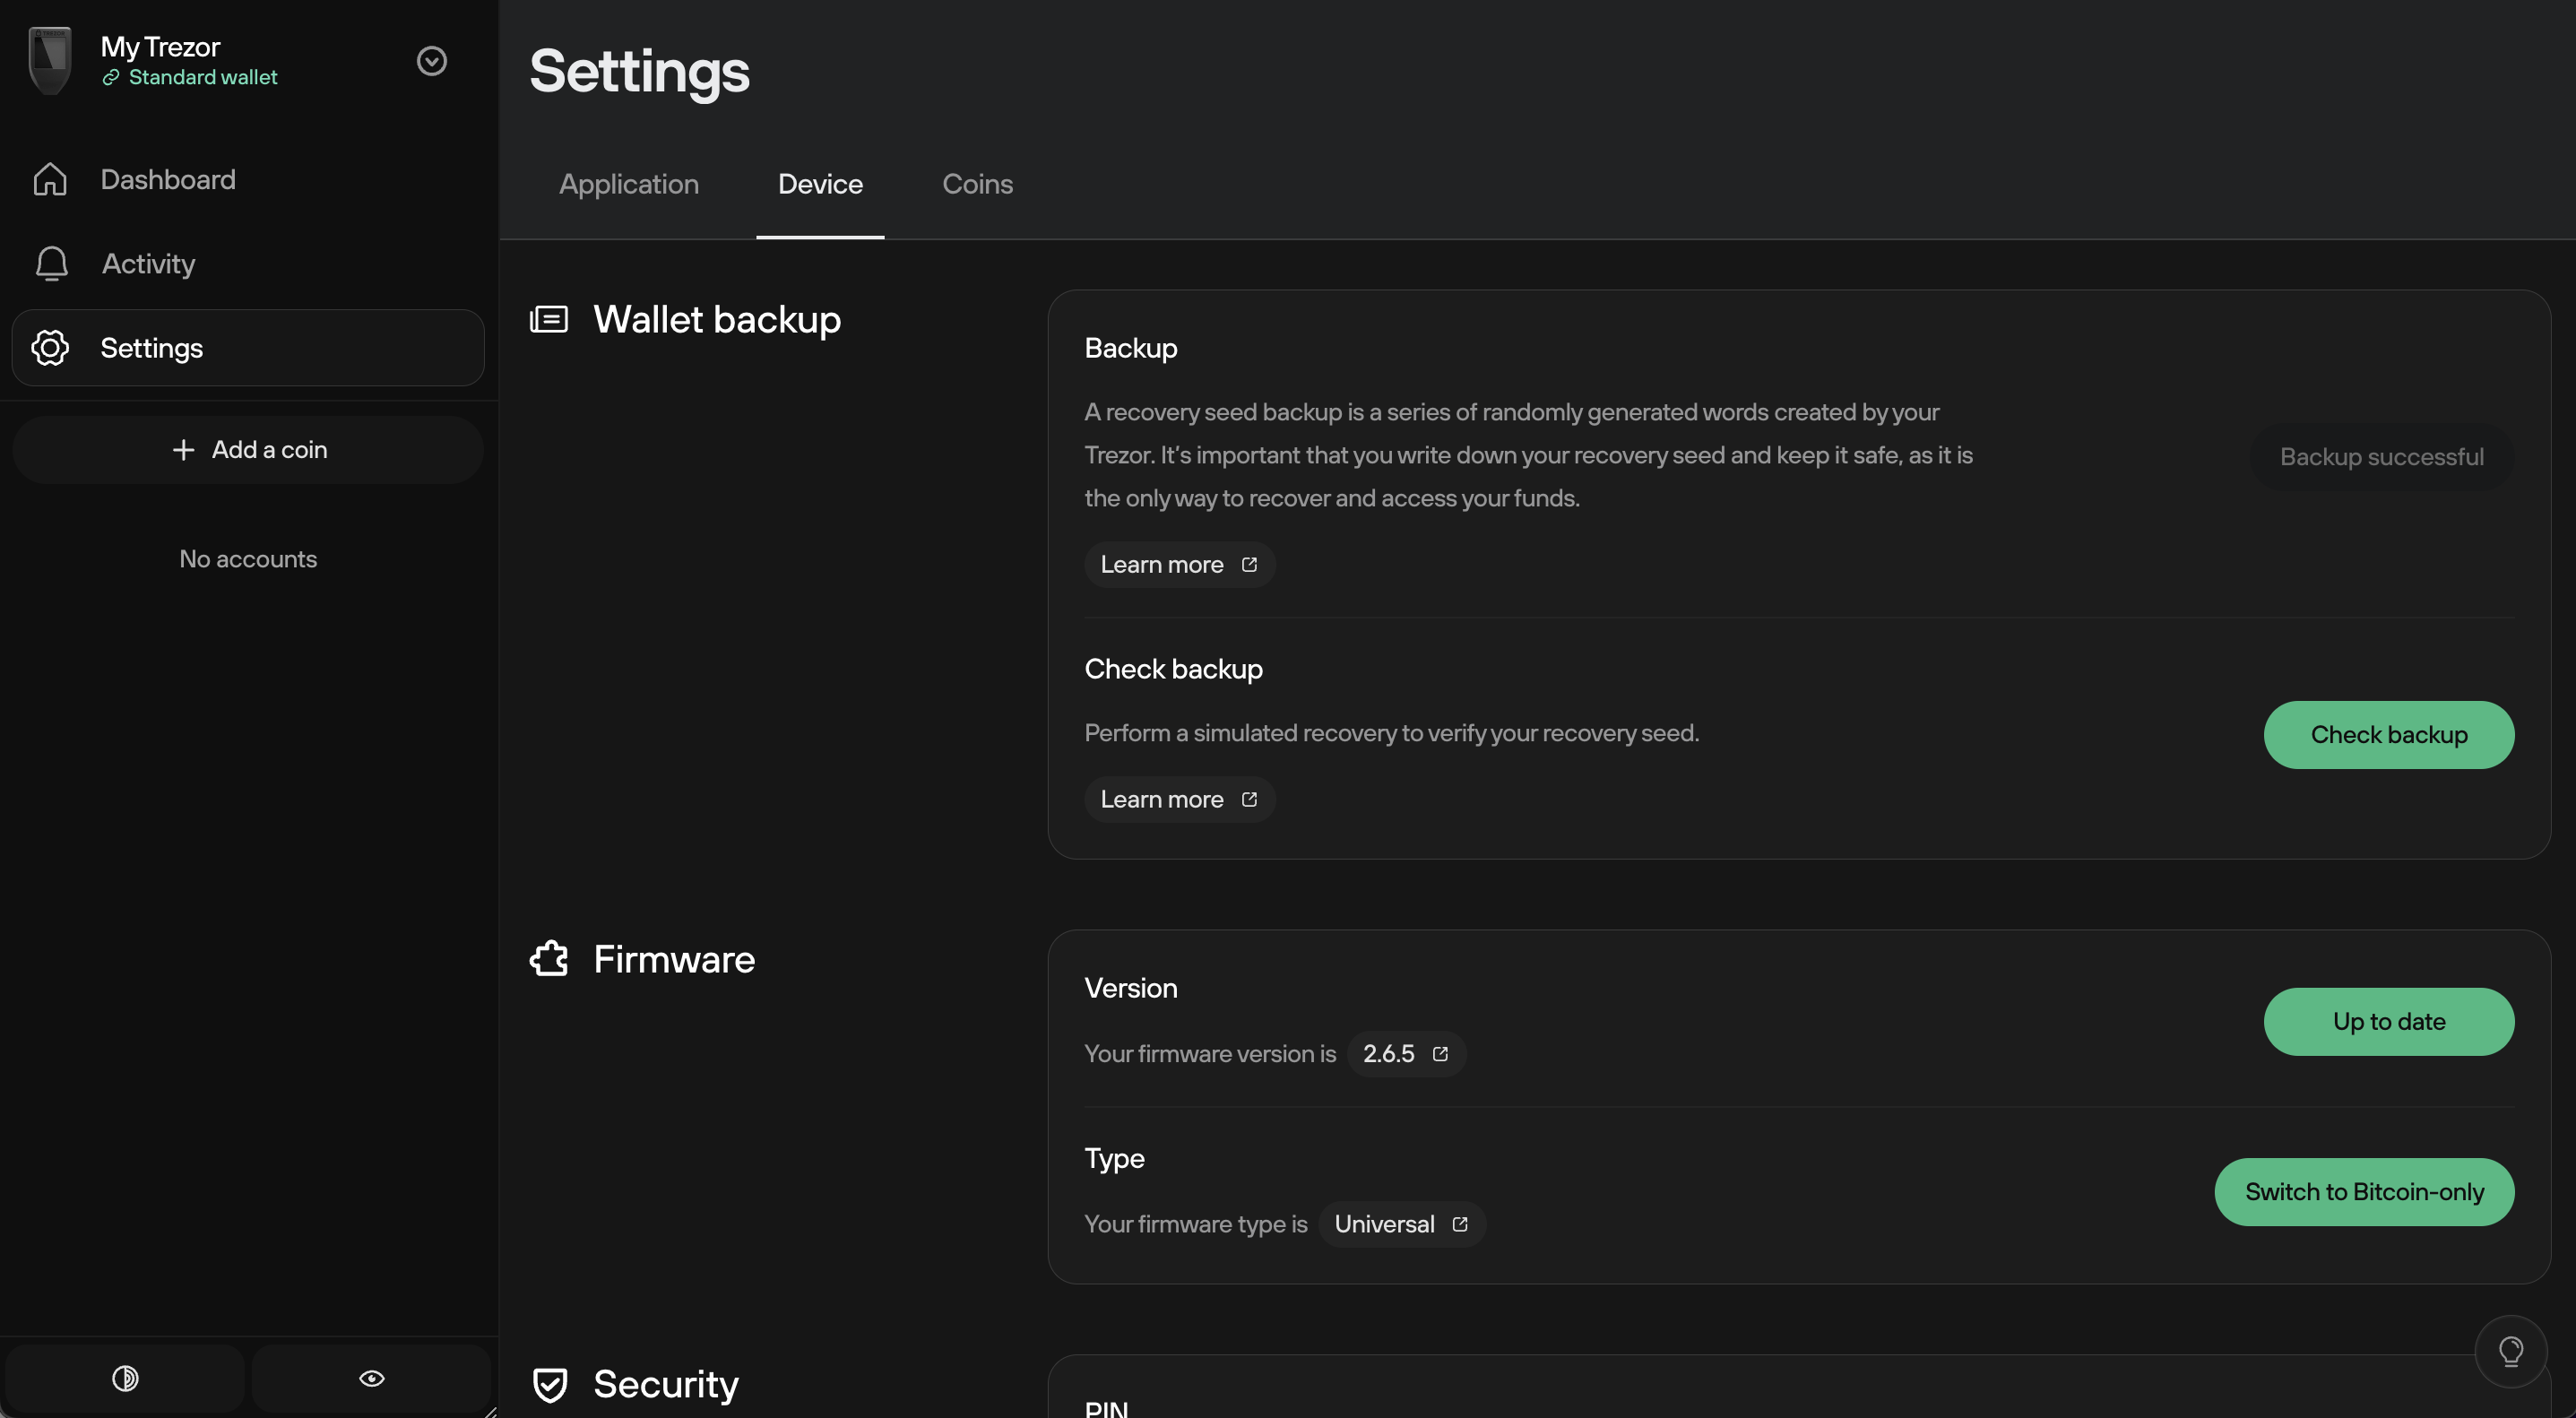 My Trezor
Standard wallet
Dashboard
Activity
Settings
Add a coin
No accounts
Settings
Application
Device
Coins
Wallet backup
Backup
A recovery seed backup is a series of randomly generated words created by your
Trezor. It's important that you write down your recovery seed and keep it safe, as it is
the only way to recover and access your funds.
Backup successful
Learn more
Check backup
Perform a simulated recovery to verify your recovery seed.
Check backup
Learn more
Firmware
Version
Your firmware version is 2.6.5
Up to date
Type
Your firmware type is Universal
Switch to Bitcoin-only
Security
PIN